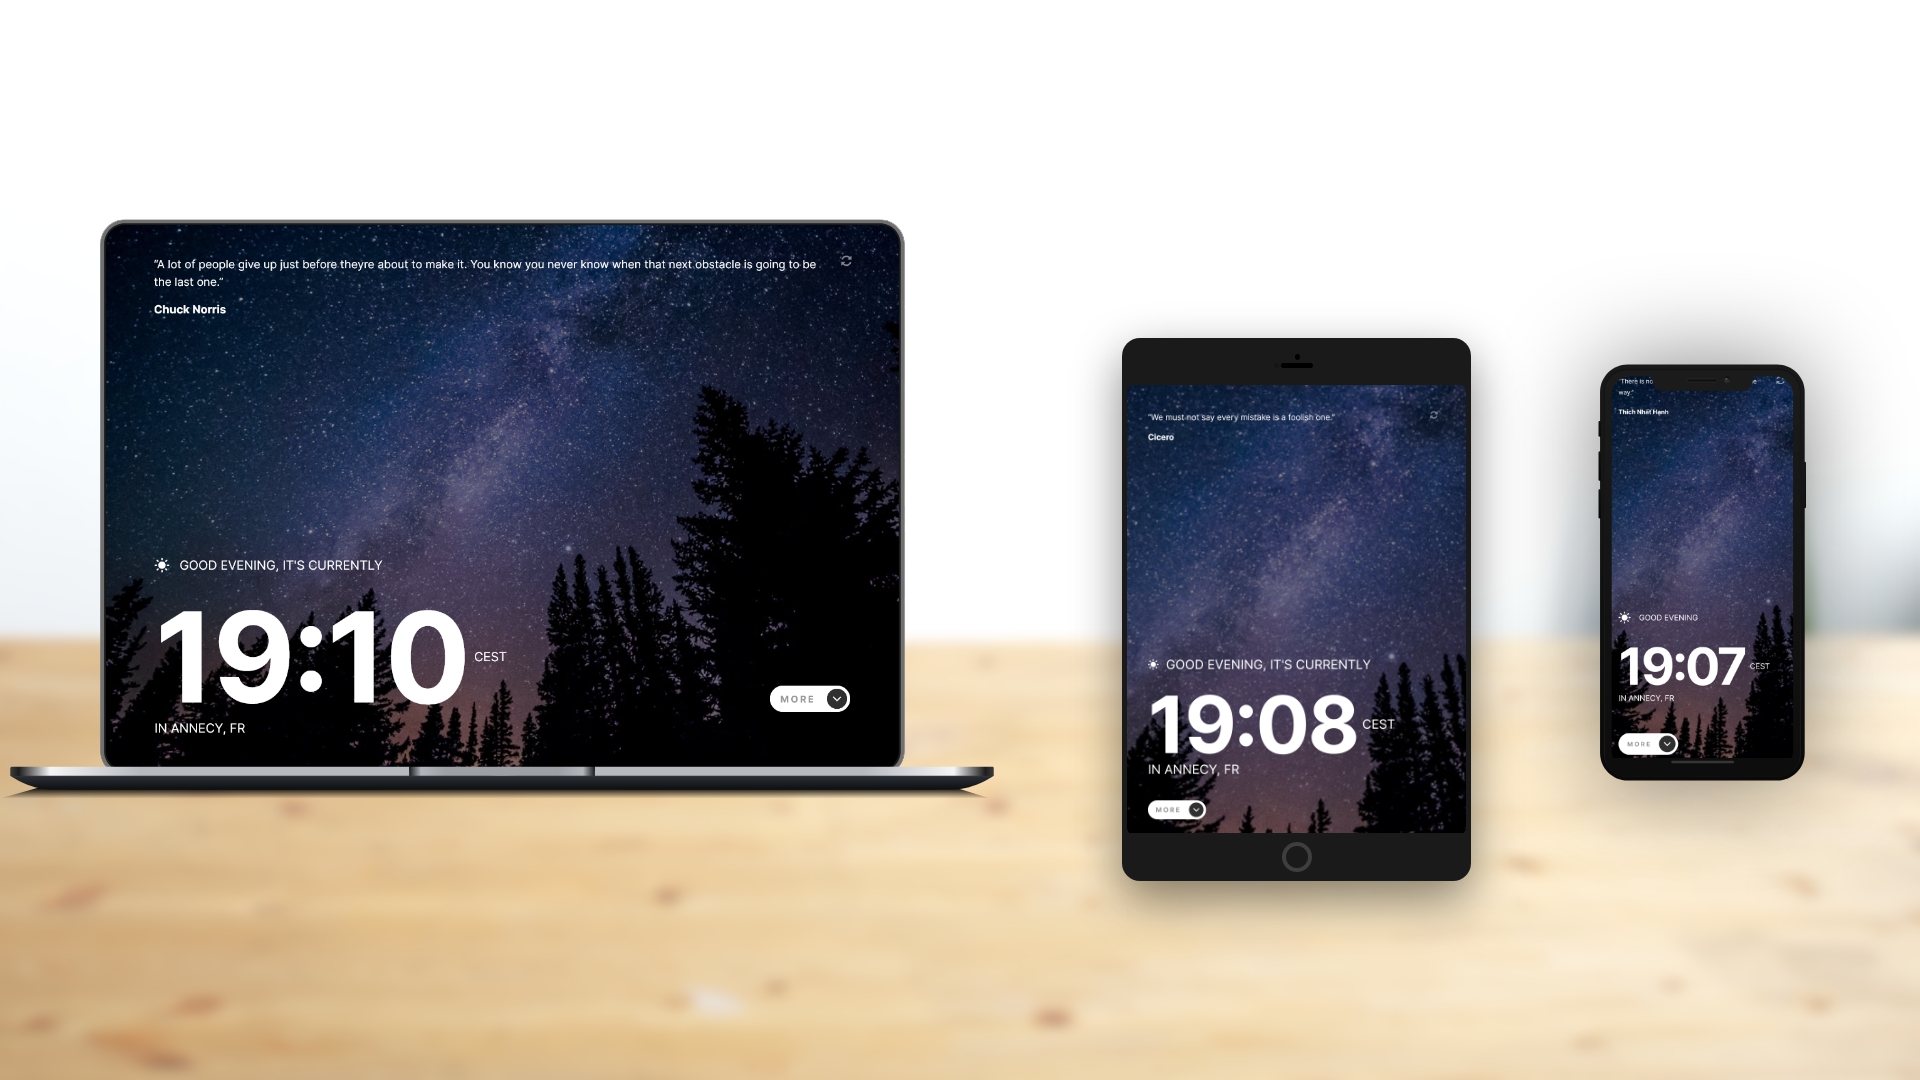 “A lot of people give up just before theyre about to make it. You know you never know when that next obstacle is going to be
the last one.”
Chuck Norris
GOOD EVENING, IT'S CURRENTLY
19:10 CEST
IN ANNECY, FR
MORE
“We must not say every mistake is a foolish one.”
Cicero
GOOD EVENING, IT'S CURRENTLY
19:08 CEST
IN ANNECY, FR
MORE
“There is no
way.”
Thich Nhất Hạnh
GOOD EVENING
19:07 CEST
IN ANNECY, FR
MORE